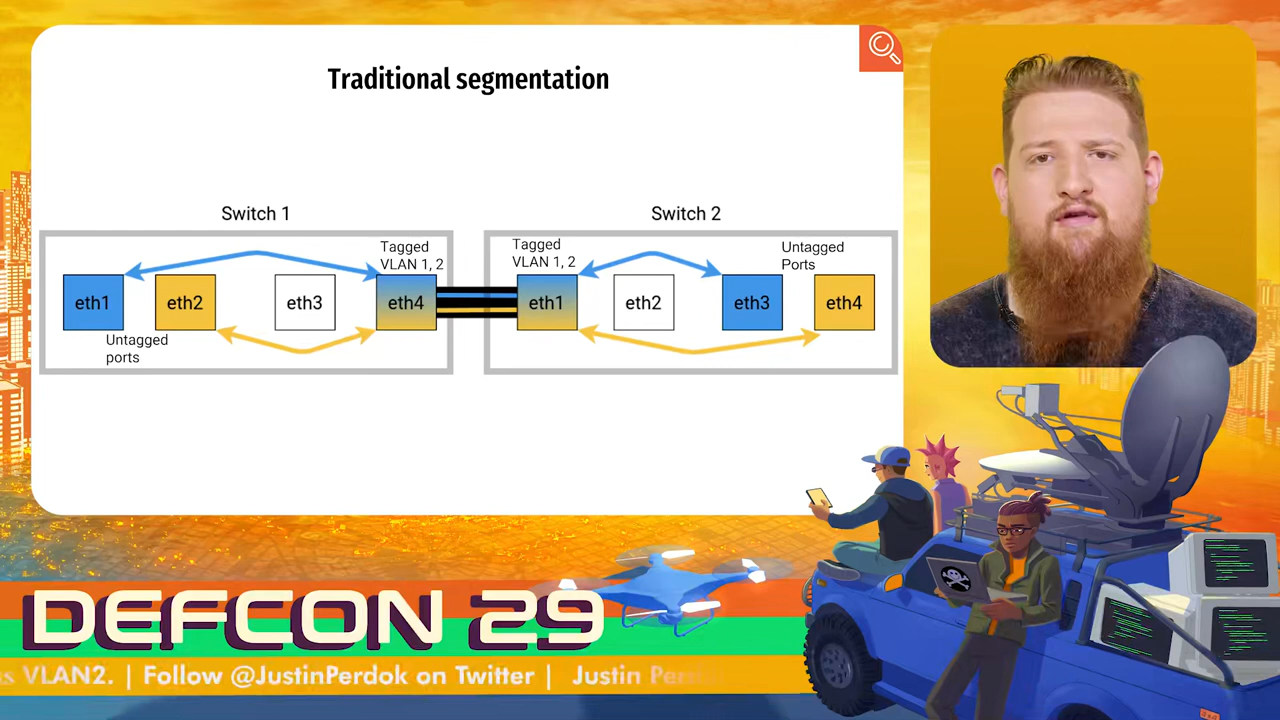 Traditional segmentation
Switch 1
Switch 2
Tagged
VLAN 1, 2
Tagged
VLAN 1, 2
Untagged
Ports
eth1
eth2
eth3
eth4
eth1
eth2
eth3
eth4
Untagged
ports
DEFCON 29
VLAN2. | Follow @JustinPerdok on Twitter | Justin